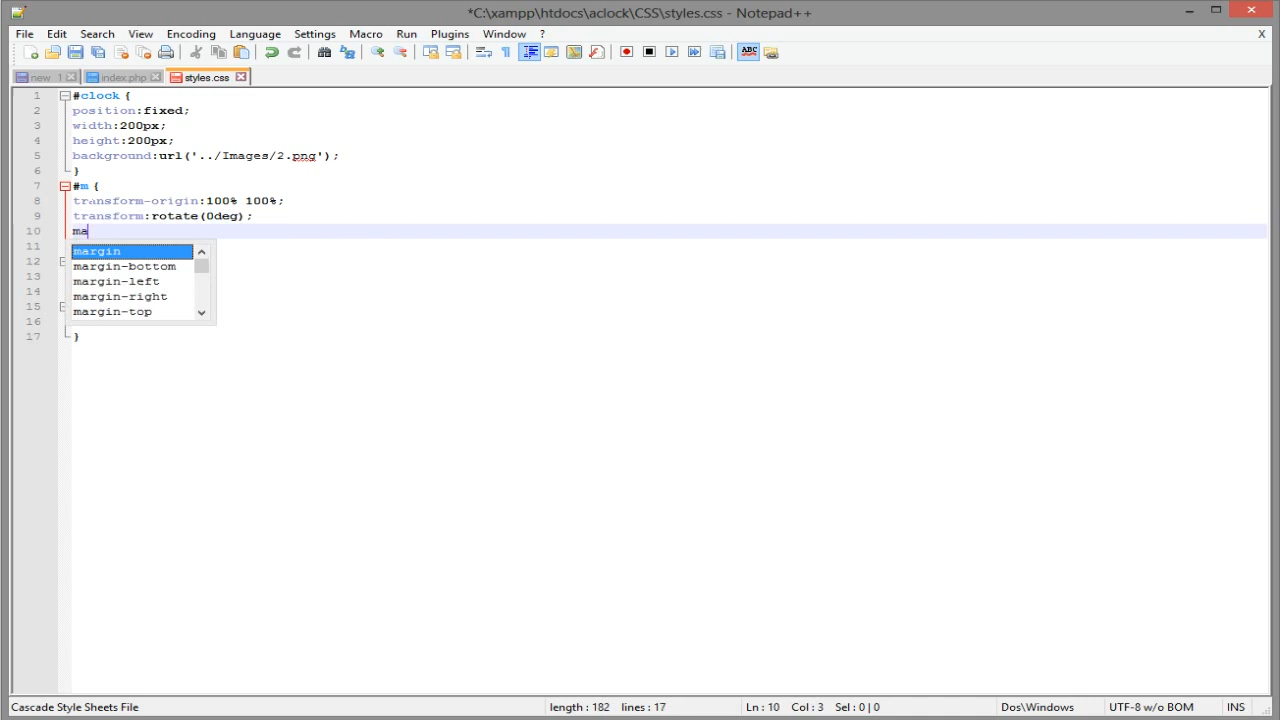 *C:\xampp\htdocs\aclock\CSS\styles.css - Notepad++
File Edit Search View Encoding Language Settings Macro Run Plugins Window ? X
new 1 index.php styles.css
1 #clock {
2 position:fixed;
3 width:200px;
4 height:200px;
5 background:url('../Images/2.png');
6 }
7 #m {
8 transform-origin:100% 100%;
9 transform:rotate(0deg);
10 ma
11 margin
12 margin-bottom
13 margin-left
14 margin-right
15 margin-top
16
17 }
Cascade Style Sheets File length : 182 lines : 17 Ln : 10 Col : 3 Sel : 0 | 0 Dos\Windows UTF-8 w/o BOM INS